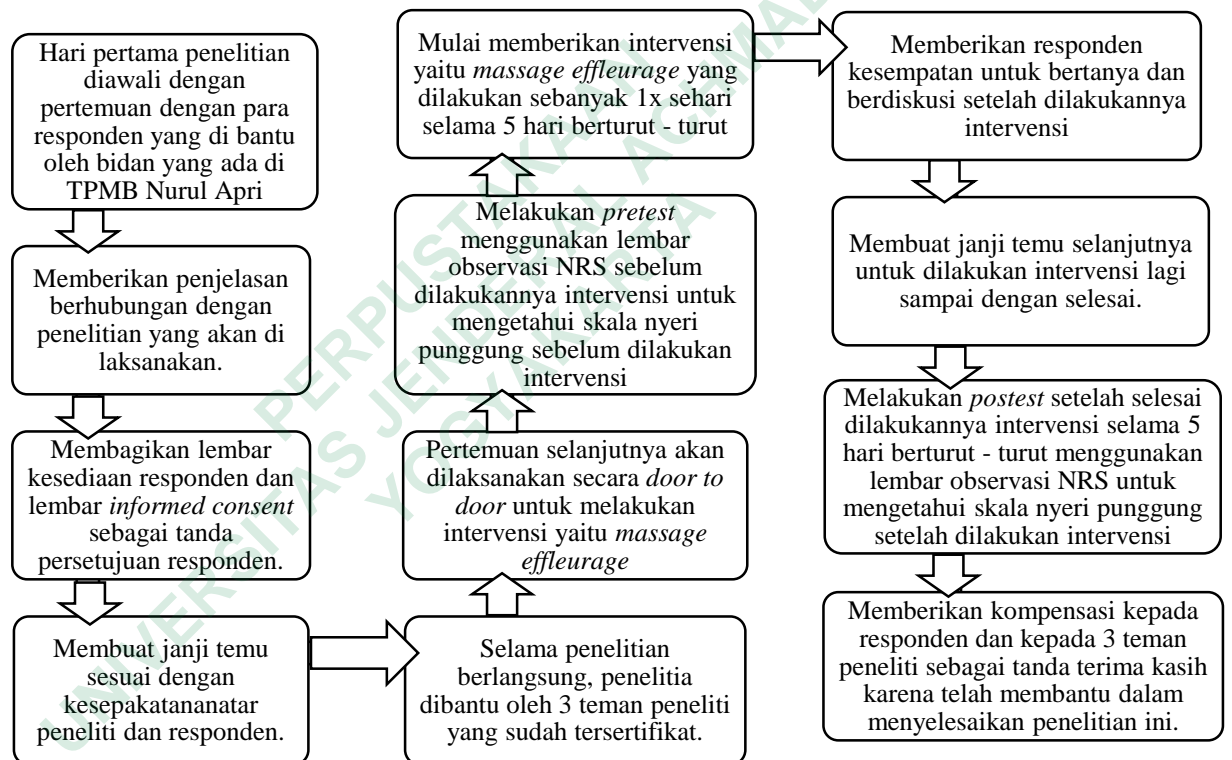 Hari pertama penelitian
diawali dengan
pertemuan dengan para
responden yang di bantu
oleh bidan yang ada di
TPMB Nurul Apri
Memberikan penjelasan
berhubungan dengan
penelitian yang akan di
laksanakan.
Membagikan lembar
kesediaan responden dan
lembar informed consent
sebagai tanda
persetujuan responden.
Membuat janji temu
sesuai dengan
kesepakatananatar
peneliti dan responden.
Selama penelitian
berlangsung, penelitia
dibantu oleh 3 teman peneliti
yang sudah tersertifikat.
Pertemuan selanjutnya akan
dilaksanakan secara door to
door untuk melakukan
intervensi yaitu massage
effleurage
Melakukan pretest
menggunakan lembar
observasi NRS sebelum
dilakukannya intervensi untuk
mengetahui skala nyeri
punggung sebelum dilakukan
intervensi
Mulai memberikan intervensi
yaitu massage effleurage yang
dilakukan sebanyak 1x sehari
selama 5 hari berturut - turut
Memberikan responden
kesempatan untuk bertanya dan
berdiskusi setelah dilakukannya
intervensi
Membuat janji temu selanjutnya
untuk dilakukan intervensi lagi
sampai dengan selesai.
Melakukan postest setelah selesai
dilakukannya intervensi selama 5
hari berturut - turut menggunakan
lembar observasi NRS untuk
mengetahui skala nyeri punggung
setelah dilakukan intervensi
Memberikan kompensasi kepada
responden dan kepada 3 teman
peneliti sebagai tanda terima kasih
karena telah membantu dalam
menyelesaikan penelitian ini.
PERPUSTAKAAN
UNIVERSITAS JENDERAL ACHMAD
YOGYAKARTA